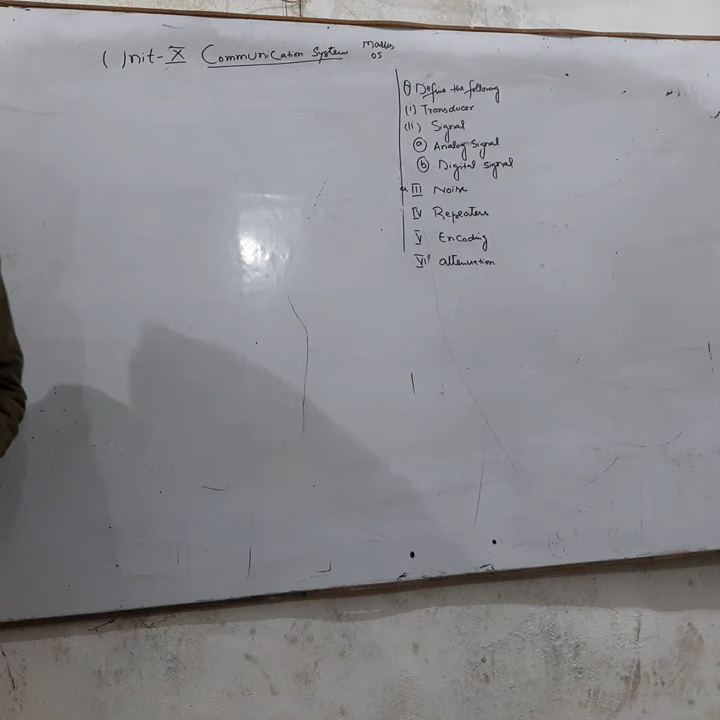 Unit-X Communication System Marks
05
Q Define the following
(i) Transducer
(ii) Signal
(a) Analog Signal
(b) Digital Signal
III Noise
IV Repeaters
V Encoding
VI attenuation